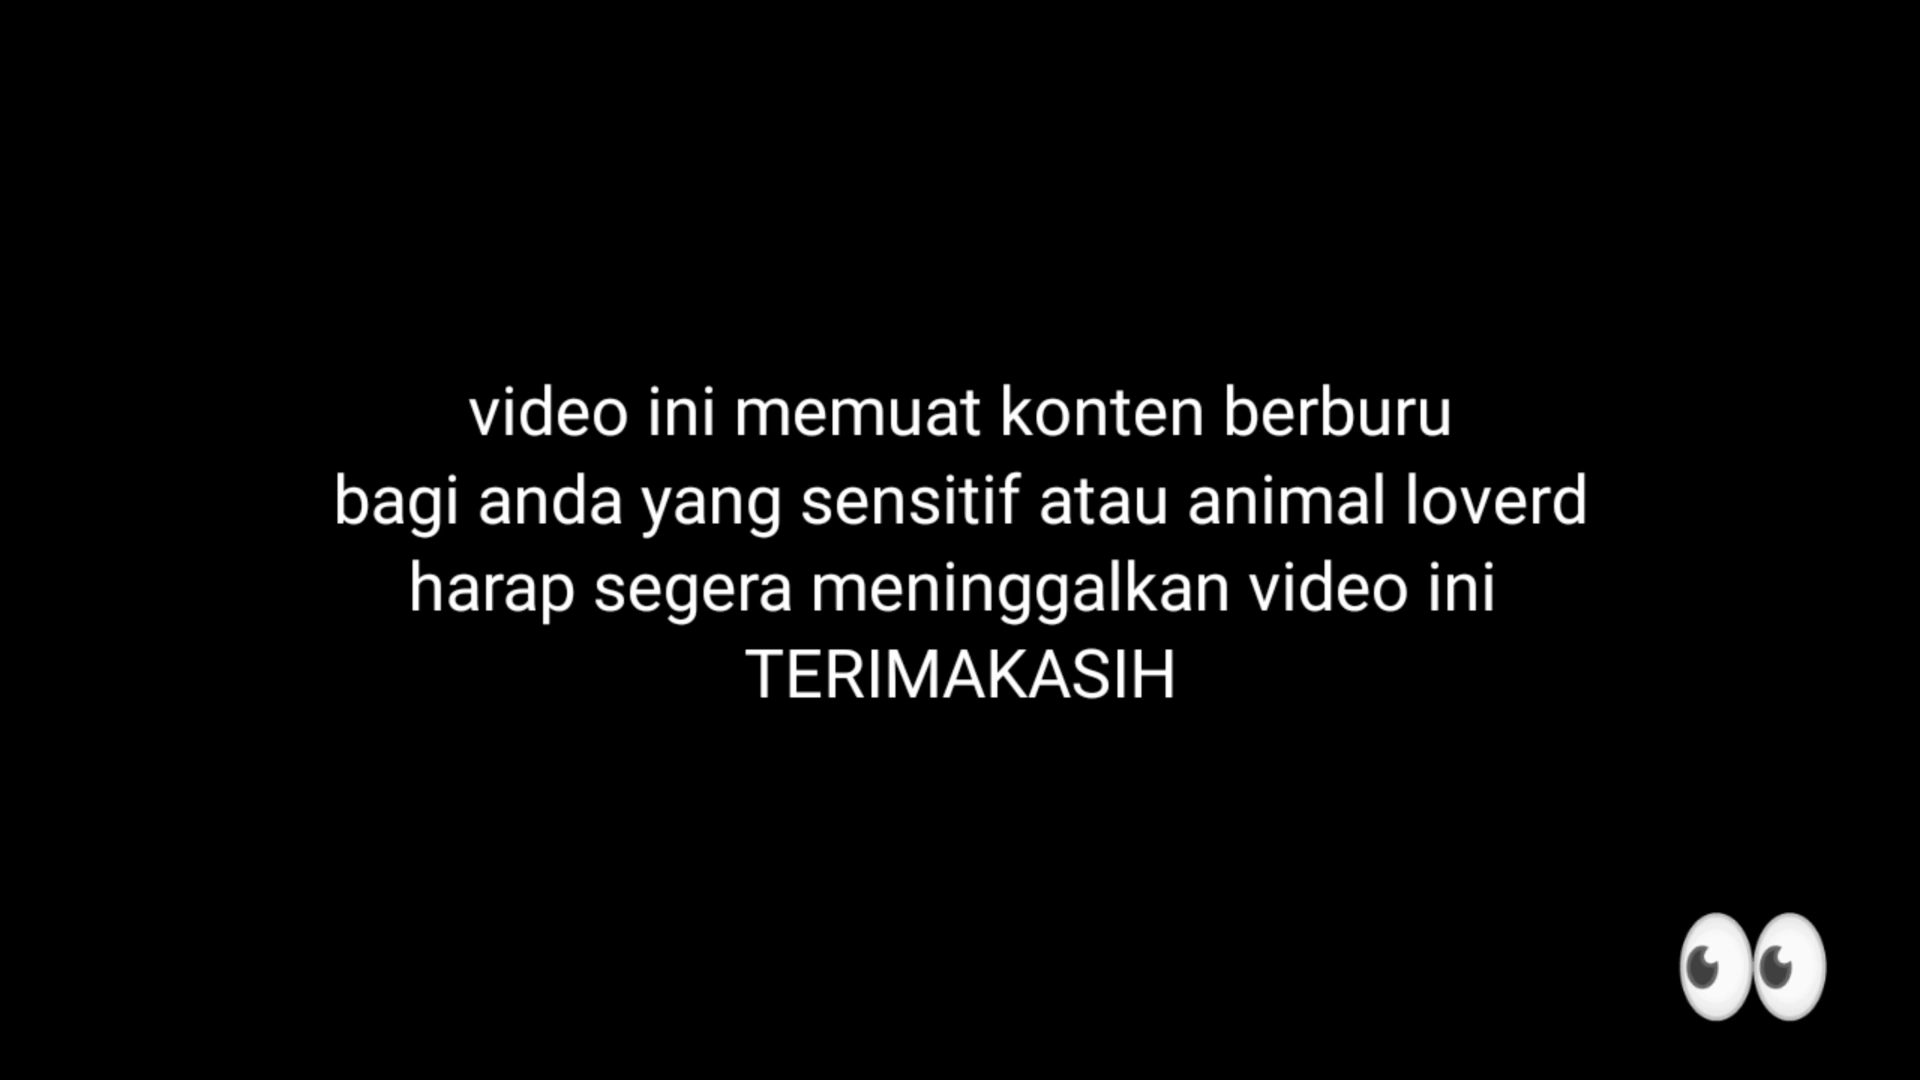 video ini memuat konten berburu
bagi anda yang sensitif atau animal loverd
harap segera meninggalkan video ini
TERIMAKASIH